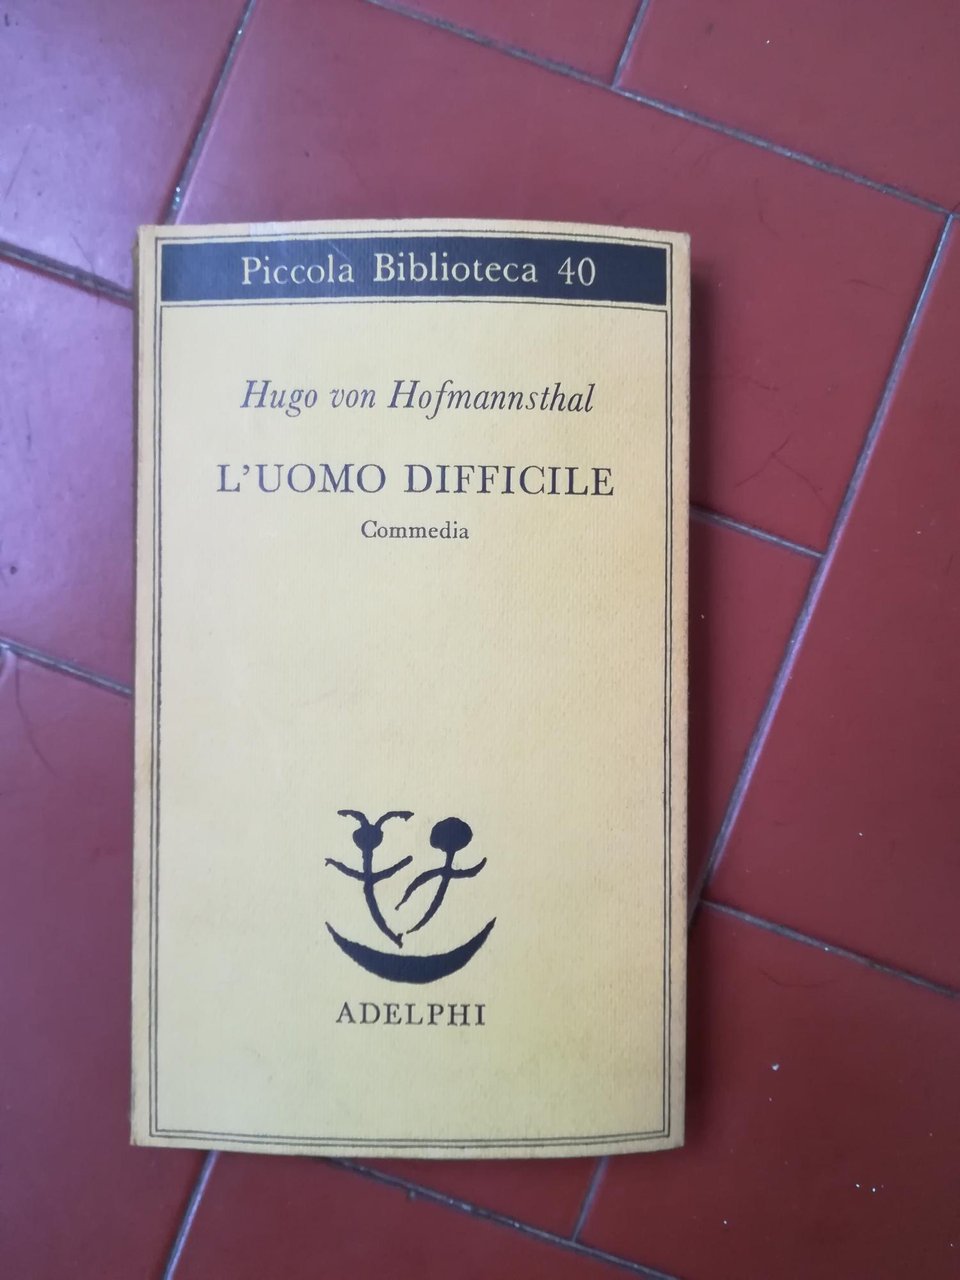 Piccola Biblioteca 40
Hugo von Hofmannsthal
L'UOMO DIFFICILE
Commedia
ADELPHI